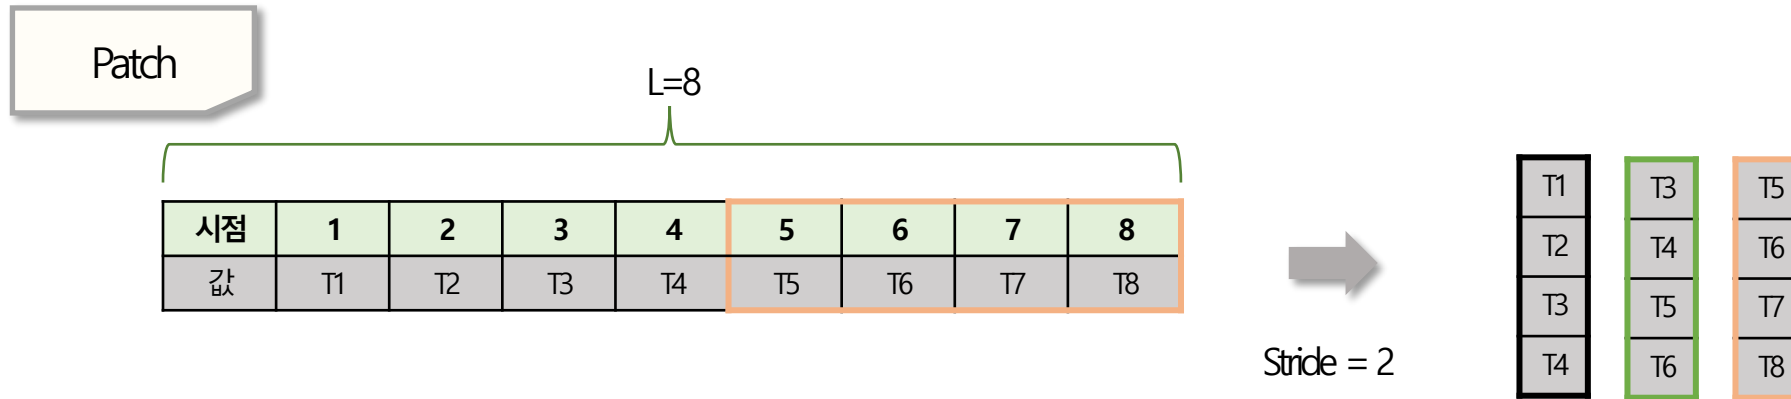 Patch
L=8
시점 1 2 3 4 5 6 7 8
값 T1 T2 T3 T4 T5 T6 T7 T8
Stride = 2
T1 T3 T5
T2 T4 T6
T3 T5 T7
T4 T6 T8